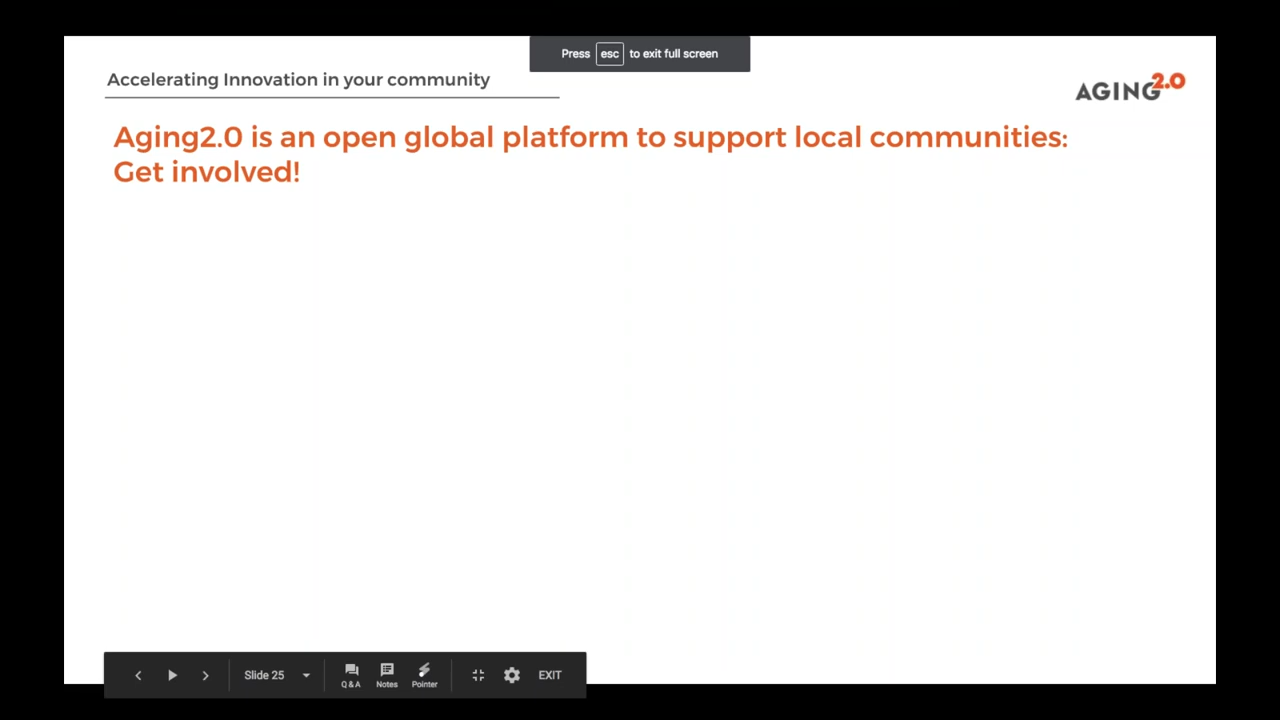 Press esc to exit full screen
Accelerating Innovation in your community
AGING2.0
Aging2.0 is an open global platform to support local communities:
Get involved!
Slide 25
Q & A Notes Pointer
EXIT